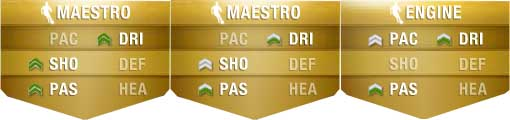 MAESTRO MAESTRO ENGINE
PAC DRI PAC DRI PAC DRI
SHO DEF SHO DEF SHO DEF
PAS HEA PAS HEA PAS HEA